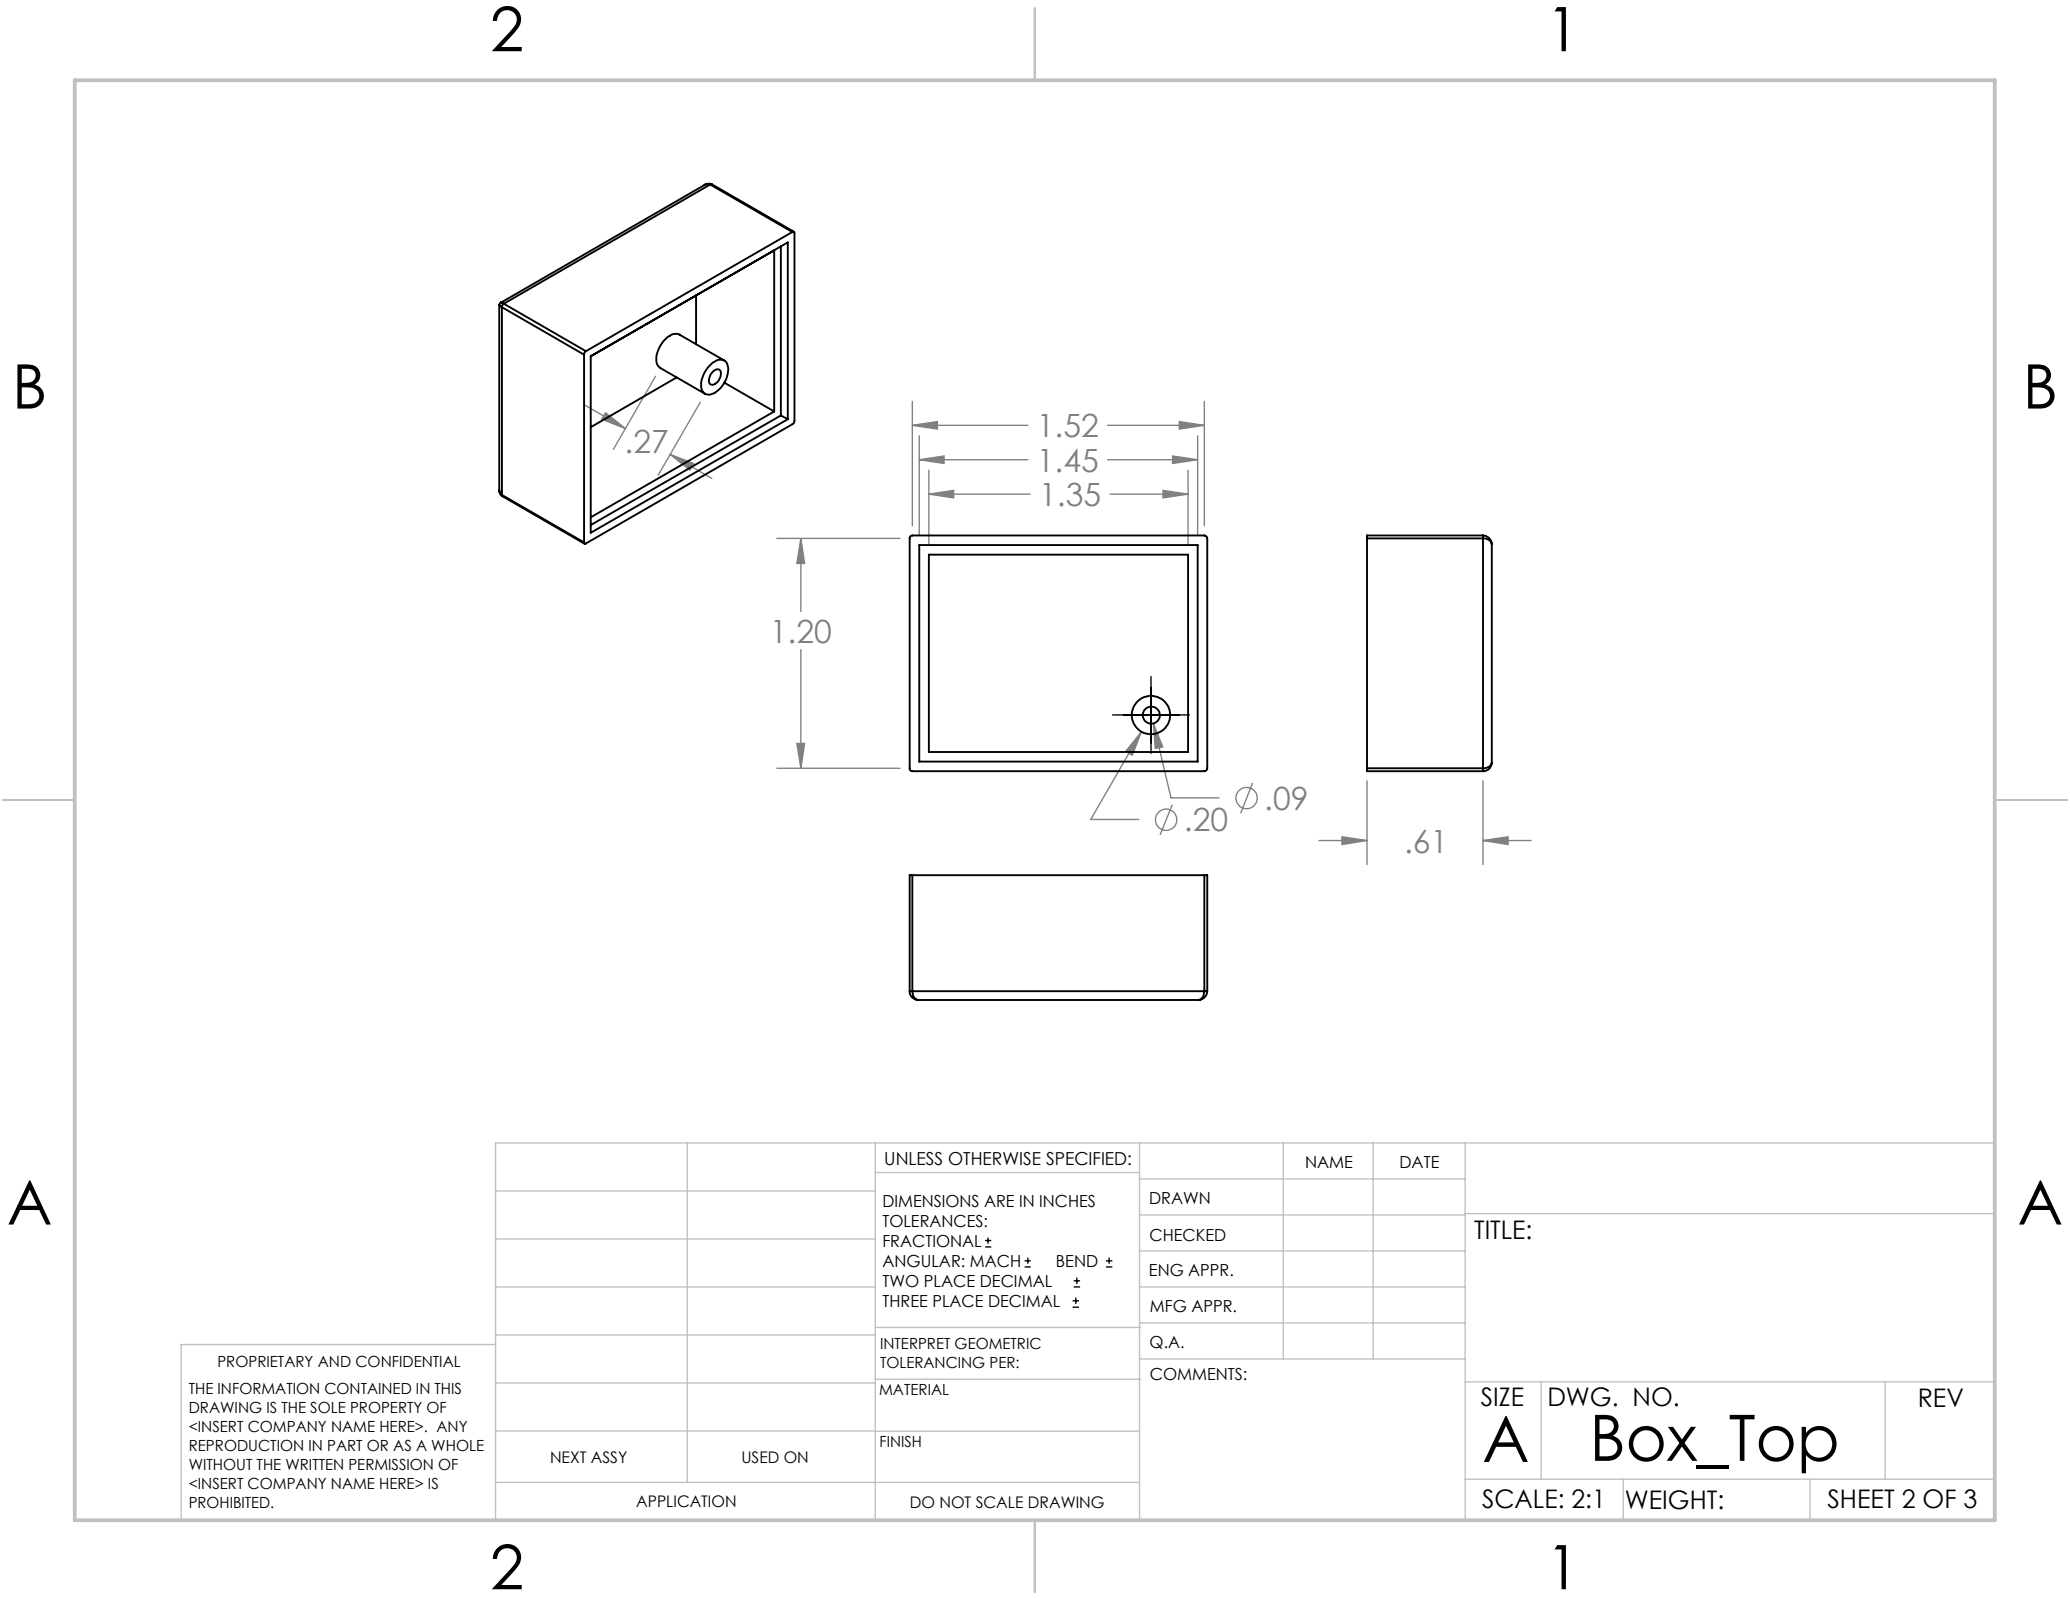 2 1
B B
.27
1.52
1.45
1.35
1.20
∅.09
∅.20
.61
A A
UNLESS OTHERWISE SPECIFIED:
DIMENSIONS ARE IN INCHES
TOLERANCES:
FRACTIONAL ±
ANGULAR: MACH ± BEND ±
TWO PLACE DECIMAL ±
THREE PLACE DECIMAL ±
INTERPRET GEOMETRIC
TOLERANCING PER:
MATERIAL
FINISH
DO NOT SCALE DRAWING
NAME DATE
DRAWN
CHECKED
ENG APPR.
MFG APPR.
Q.A.
COMMENTS:
TITLE:
SIZE DWG. NO. REV
A Box_Top
SCALE: 2:1 WEIGHT: SHEET 2 OF 3
PROPRIETARY AND CONFIDENTIAL
THE INFORMATION CONTAINED IN THIS
DRAWING IS THE SOLE PROPERTY OF
<INSERT COMPANY NAME HERE>. ANY
REPRODUCTION IN PART OR AS A WHOLE
WITHOUT THE WRITTEN PERMISSION OF
<INSERT COMPANY NAME HERE> IS
PROHIBITED.
NEXT ASSY USED ON
APPLICATION
2 1